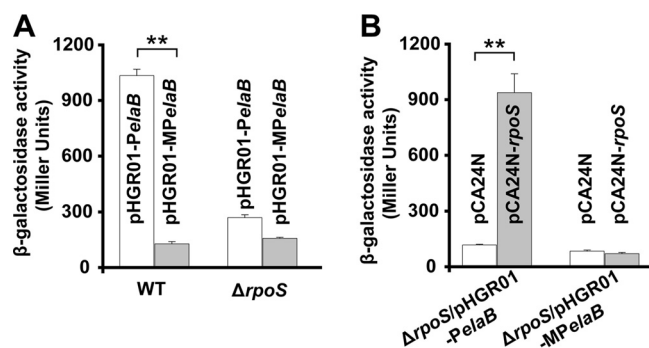 A
β-galactosidase activity
(Miller Units)
1200
900
600
300
0
**
pHGR01-PelaB
pHGR01-MPelaB
pHGR01-PelaB
pHGR01-MPelaB
WT
ΔrpoS
B
β-galactosidase activity
(Miller Units)
1200
900
600
300
0
**
pCA24N
pCA24N-rpoS
pCA24N
pCA24N-rpoS
ΔrpoS/pHGR01
-PelaB
ΔrpoS/pHGR01
-MPelaB